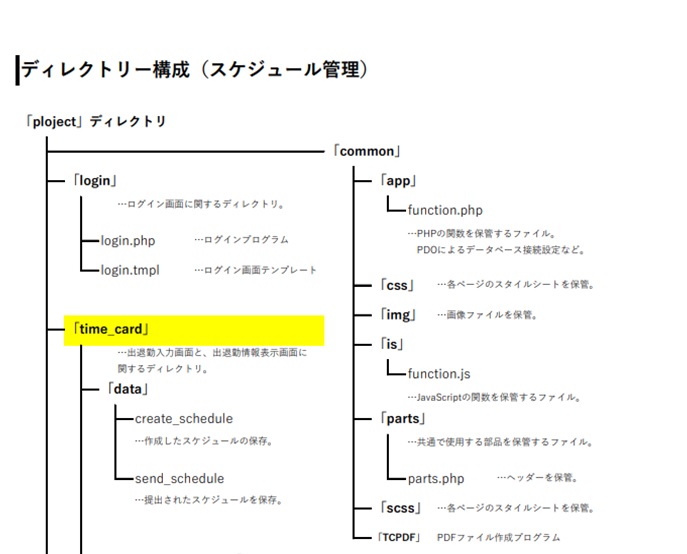 ディレクトリー構成（スケジュール管理）
「ploject」ディレクトリ
「login」
…ログイン画面に関するディレクトリ。
login.php …ログインプログラム
login.tmpl …ログイン画面テンプレート
「time_card」
…出退勤入力画面と、出退勤情報表示画面に
関するディレクトリ。
「data」
create_schedule
…作成したスケジュールの保存。
send_schedule
…提出されたスケジュールを保存。
「common」
「app」
function.php
…PHPの関数を保管するファイル。
PDOによるデータベース接続設定など。
「css」 …各ページのスタイルシートを保管。
「img」 …画像ファイルを保管。
「is」
function.js
…JavaScriptの関数を保管するファイル。
「parts」
…共通で使用する部品を保管するファイル。
parts.php …ヘッダーを保管。
「scss」 …各ページのスタイルシートを保管。
「TCPDF」 PDFファイル作成プログラム